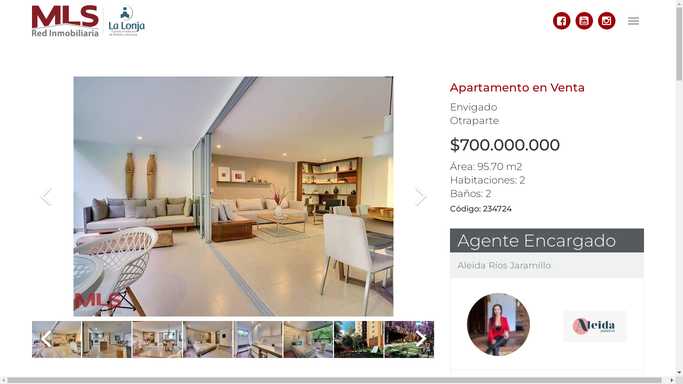 MLS
Red Inmobiliaria
La Lonja
Apartamento en Venta
Envigado
Otraparte
$700.000.000
Área: 95.70 m2
Habitaciones: 2
Baños: 2
Código: 234724
Agente Encargado
Aleida Rios Jaramillo
MLS
Aleida